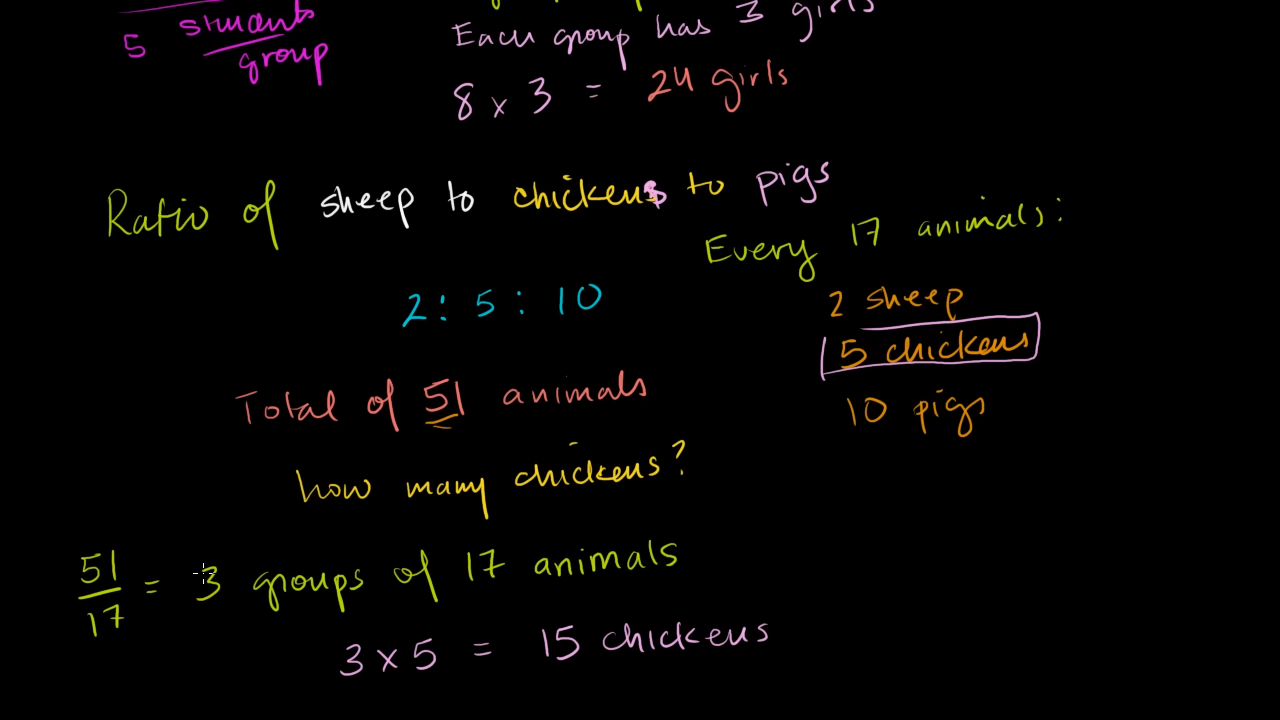 5 students
group
Each group has 3 girls
8 x 3 = 24 girls
Ratio of sheep to chickens to pigs
Every 17 animals:
2 : 5 : 10
2 sheep
5 chickens
10 pigs
Total of 51 animals
how many chickens?
51
17
= 3 groups of 17 animals
3 x 5 = 15 chickens